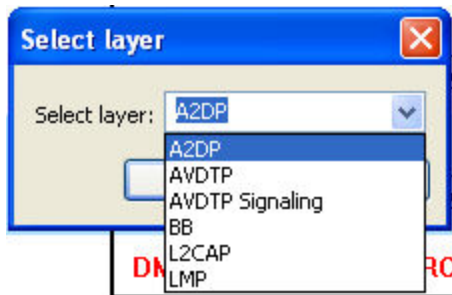 Select layer
Select layer: A2DP
A2DP
AVDTP
AVDTP Signaling
BB
L2CAP
LMP